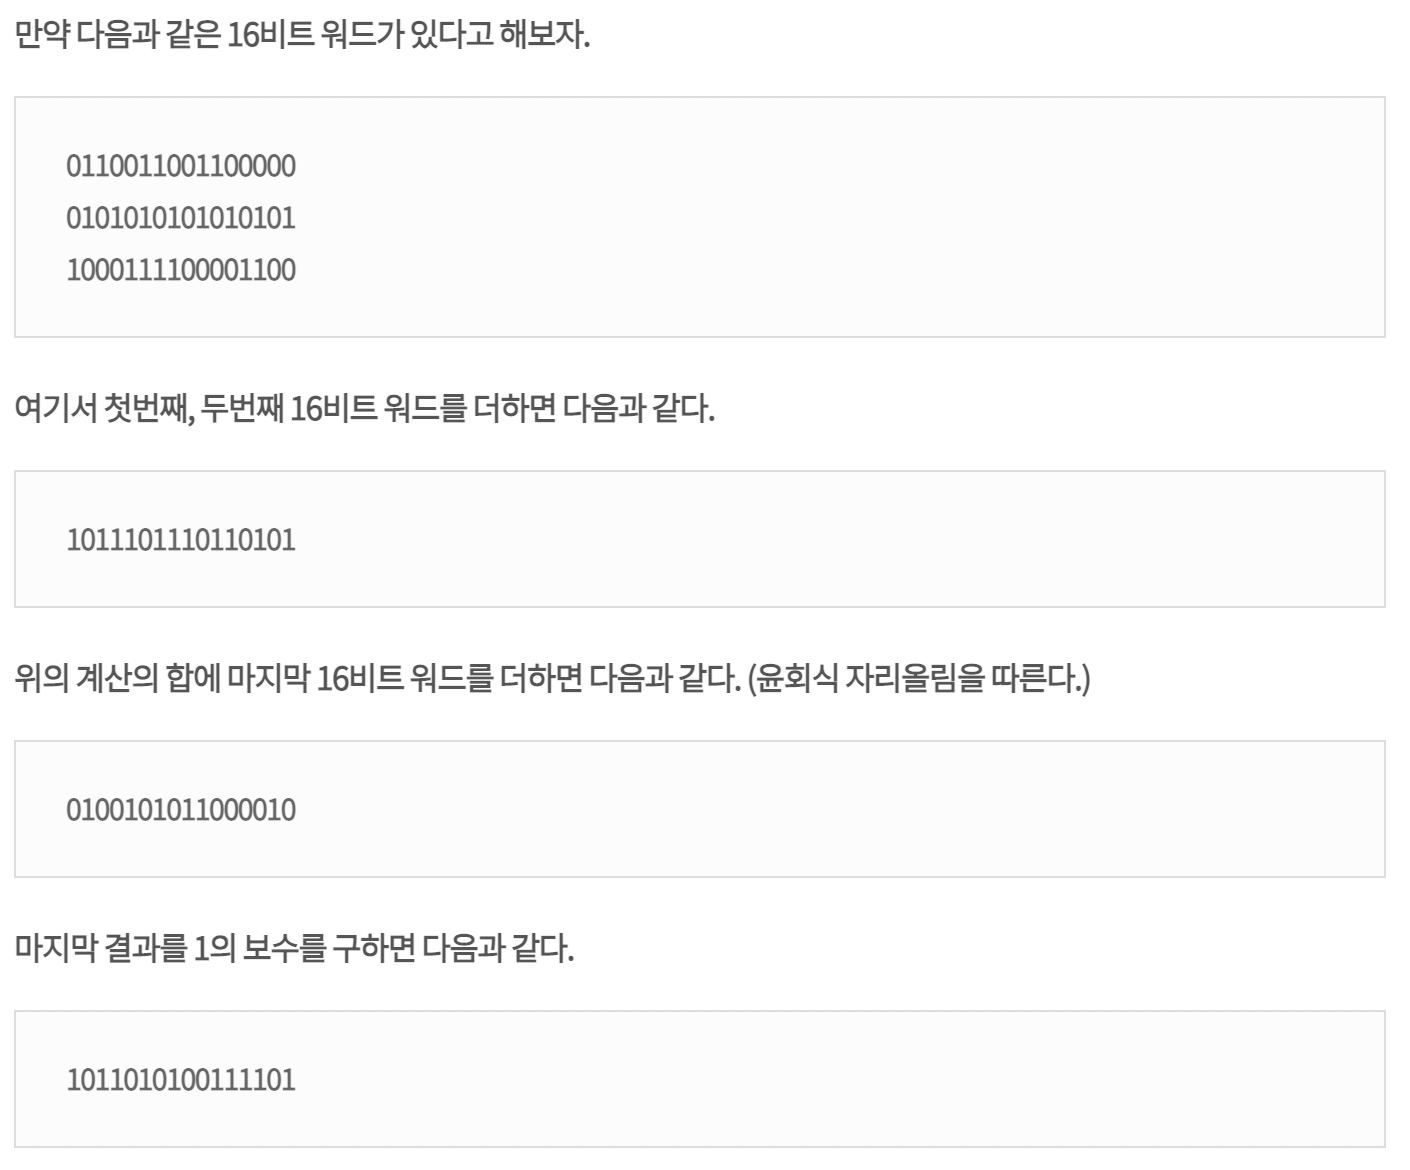 만약 다음과 같은 16비트 워드가 있다고 해보자.
0110011001100000
0101010101010101
1000111100001100
여기서 첫번째, 두번째 16비트 워드를 더하면 다음과 같다.
1011101110110101
위의 계산의 합에 마지막 16비트 워드를 더하면 다음과 같다. (윤회식 자리올림을 따른다.)
0100101011000010
마지막 결과를 1의 보수를 구하면 다음과 같다.
1011010100111101